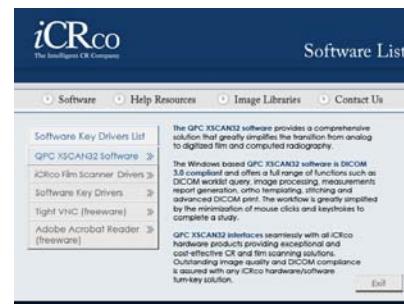 iCRco
The Intelligent CR Company
Software List
Software
Help Resources
Image Libraries
Contact Us
Software Key Drivers List
QPC XSCAN32 Software
iCRco Film Scanner Drivers
Software Key Drivers
Tight VNC (freeware)
Adobe Acrobat Reader
(freeware)
The QPC XSCAN32 software provides a comprehensive
solution that greatly simplifies the transition from analog
to digitized film and computed radiography.
The Windows based QPC XSCAN32 software is DICOM
3.0 compliant and offers a full range of functions such as
DICOM worklist query, image processing, measurements
report generation, ortho templating, stitching and
advanced DICOM print. The workflow is greatly simplified
by the minimization of mouse clicks and keystrokes to
complete a study.
QPC XSCAN32 interfaces seamlessly with all iCRco
hardware products providing exceptional and
cost-effective CR and film scanning solutions.
Outstanding image quality and DICOM compliance
is assured with any iCRco hardware/software
turn-key solution.
Exit